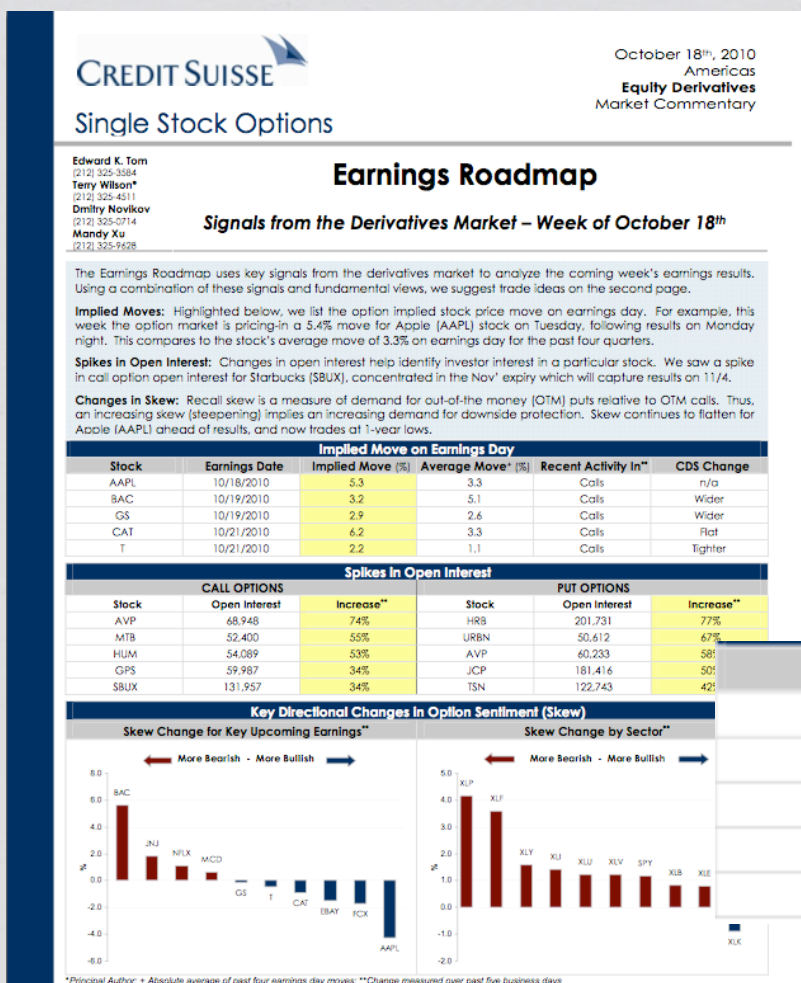 CREDIT SUISSE
October 18th, 2010
Americas
Equity Derivatives
Market Commentary
Single Stock Options
Edward K. Tom
(212) 325-3584
Terry Wilson*
(212) 325-4511
Dmitry Novikov
(212) 325-0714
Mandy Xu
(212) 325-9628
Earnings Roadmap
Signals from the Derivatives Market – Week of October 18th
The Earnings Roadmap uses key signals from the derivatives market to analyze the coming week's earnings results.
Using a combination of these signals and fundamental views, we suggest trade ideas on the second page.
Implied Moves: Highlighted below, we list the option implied stock price move on earnings day. For example, this
week the option market is pricing-in a 5.4% move for Apple (AAPL) stock on Tuesday, following results on Monday
night. This compares to the stock's average move of 3.3% on earnings day for the past four quarters.
Spikes in Open Interest: Changes in open interest help identify investor interest in a particular stock. We saw a spike
in call option open interest for Starbucks (SBUX), concentrated in the Nov' expiry which will capture results on 11/4.
Changes in Skew: Recall skew is a measure of demand for out-of-the money (OTM) puts relative to OTM calls. Thus,
an increasing skew (steepening) implies an increasing demand for downside protection. Skew continues to flatten for
Apple (AAPL) ahead of results, and now trades at 1-year lows.
Implied Move on Earnings Day
Stock Earnings Date Implied Move (%) Average Move+ (%) Recent Activity In** CDS Change
AAPL 10/18/2010 5.3 3.3 Calls n/a
BAC 10/19/2010 3.2 5.1 Calls Wider
GS 10/19/2010 2.9 2.6 Calls Wider
CAT 10/21/2010 6.2 3.3 Calls Flat
T 10/21/2010 2.2 1.1 Calls Tighter
Spikes in Open Interest
CALL OPTIONS PUT OPTIONS
Stock Open Interest Increase** Stock Open Interest Increase**
AVP 68,948 74% HRB 201,731 77%
MTB 52,400 55% URBN 50,612 67%
HUM 54,089 53% AVP 60,233 58
GPS 59,987 34% JCP 181,416 50
SBUX 131,957 34% TSN 122,743 42
Key Directional Changes in Option Sentiment (Skew)
Skew Change for Key Upcoming Earnings** Skew Change by Sector**
More Bearish - More Bullish
8.0
6.0
4.0
2.0
0.0
-2.0
-4.0
-6.0
%
BAC
JNJ
NFLX
MCD
GS
T
CAT
EBAY
FCX
AAPL
More Bearish - More Bullish
5.0
4.0
3.0
2.0
1.0
0.0
-1.0
-2.0
%
XLP
XLF
XLY
XLI
XLU
XLV
SPY
XLB
XLE
XLK
*Principal Author; + Absolute average of past four earnings day moves; **Change measured over past five business days